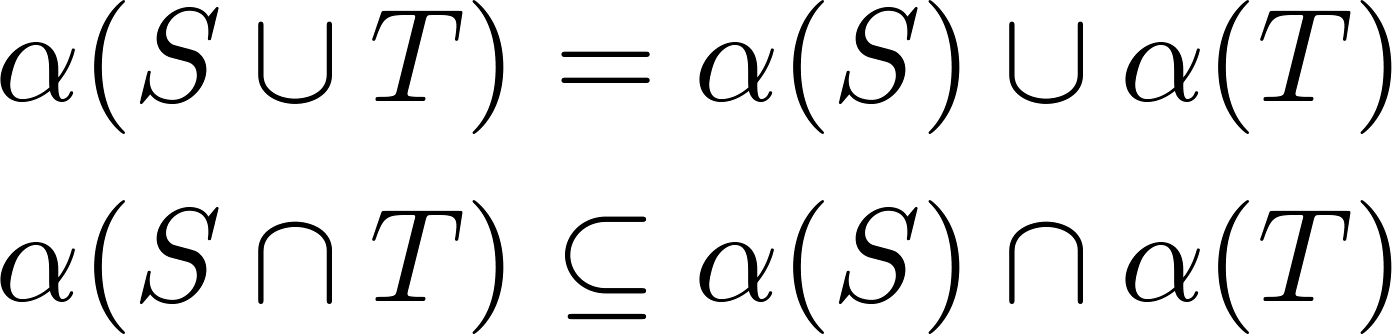 α(S ∪ T) = α(S) ∪ α(T)
α(S ∩ T) ⊆ α(S) ∩ α(T)